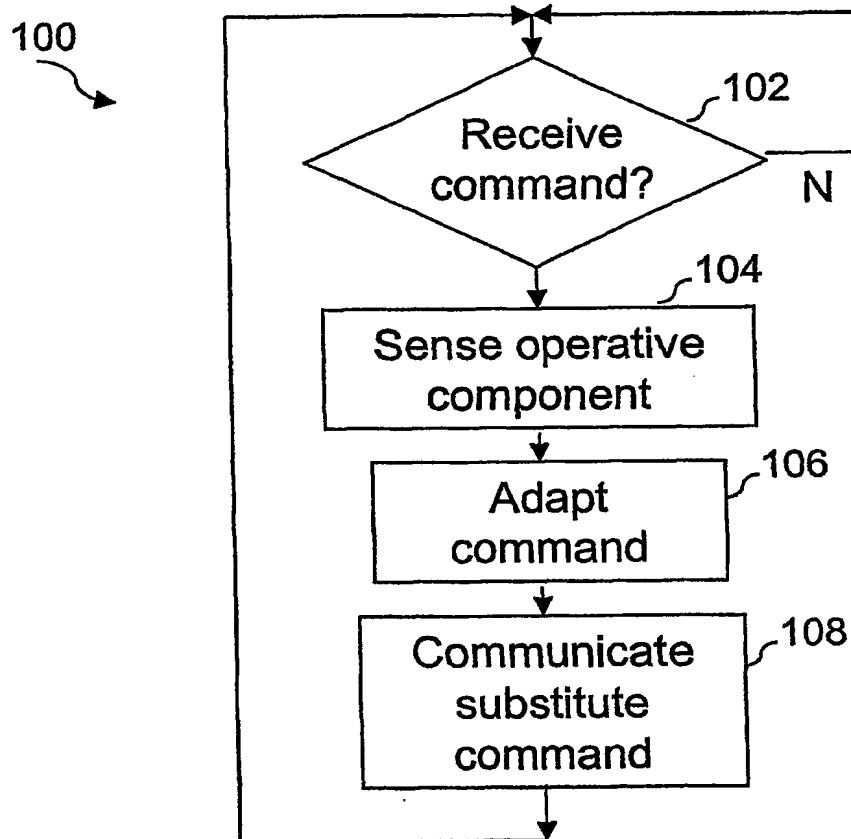 100
102
Receive
command?
N
104
Sense operative
component
106
Adapt
command
108
Communicate
substitute
command